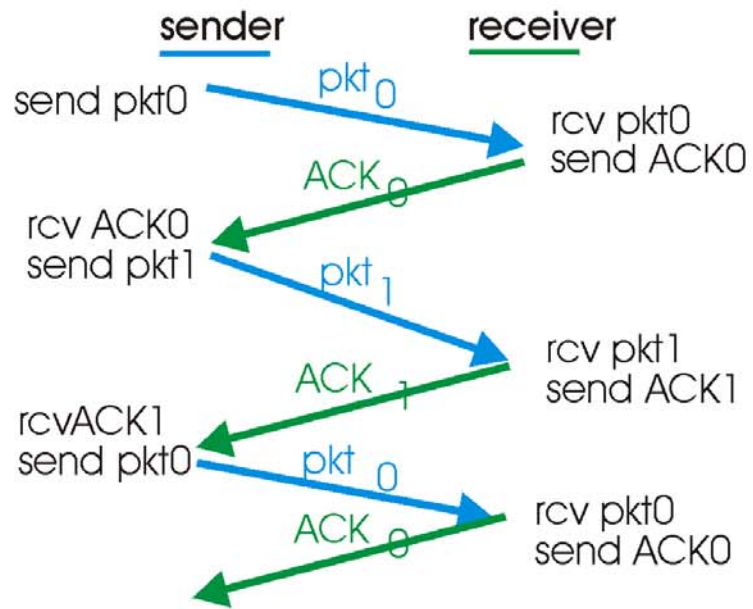 sender
receiver
send pkt0
pkt0
rcv pkt0
send ACK0
ACK0
rcv ACK0
send pkt1
pkt1
rcv pkt1
send ACK1
ACK1
rcvACK1
send pkt0
pkt0
rcv pkt0
send ACK0
ACK0